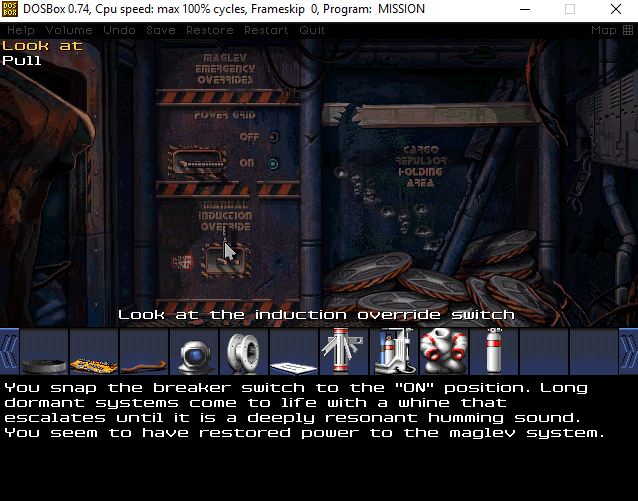 DOSBox 0.74, Cpu speed: max 100% cycles, Frameskip 0, Program: MISSION
Help Volume Undo Save Restore Restart Quit Map
Look at
Pull
MAGLEV
EMERGENCY
OVERRIDES
POWER GRID
OFF
ON
CARGO
REPULSOR
HOLDING
AREA
MANUAL
INDUCTION
OVERRIDE
Look at the induction override switch
You snap the breaker switch to the "ON" position. Long
dormant systems come to life with a whine that
escalates until it is a deeply resonant humming sound.
You seem to have restored power to the maglev system.